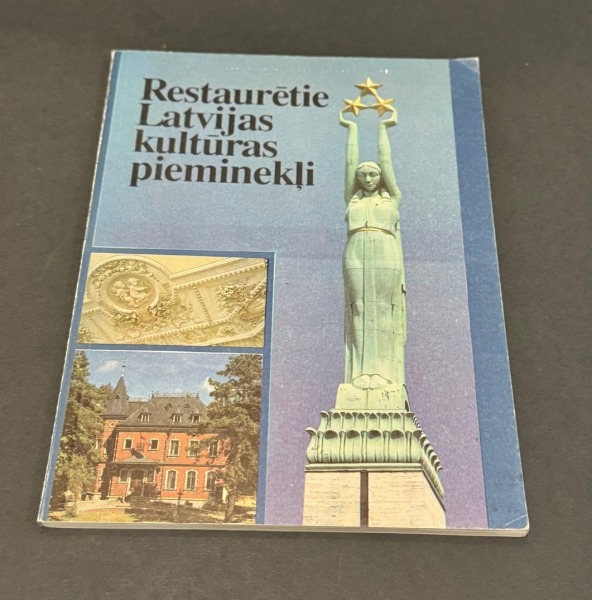 Restaurētie
Latvijas
kultūras
pieminekļi